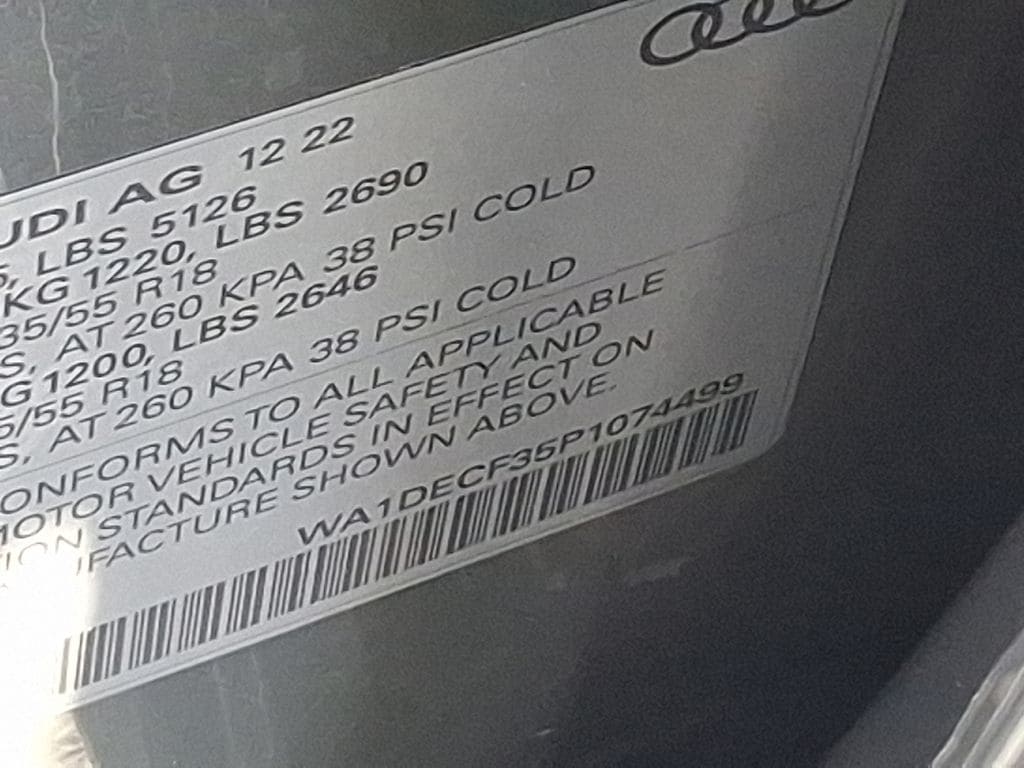 UDI AG 12 22
, LBS 5126
KG 1220, LBS 2690
35/55 R18
S, AT 260 KPA 38 PSI COLD
G 1200, LBS 2646
5/55 R18
S, AT 260 KPA 38 PSI COLD
ONFORMS TO ALL APPLICABLE
MOTOR VEHICLE SAFETY AND
ION STANDARDS IN EFFECT ON
FACTURE SHOWN ABOVE.
WA1DECF35P1074499